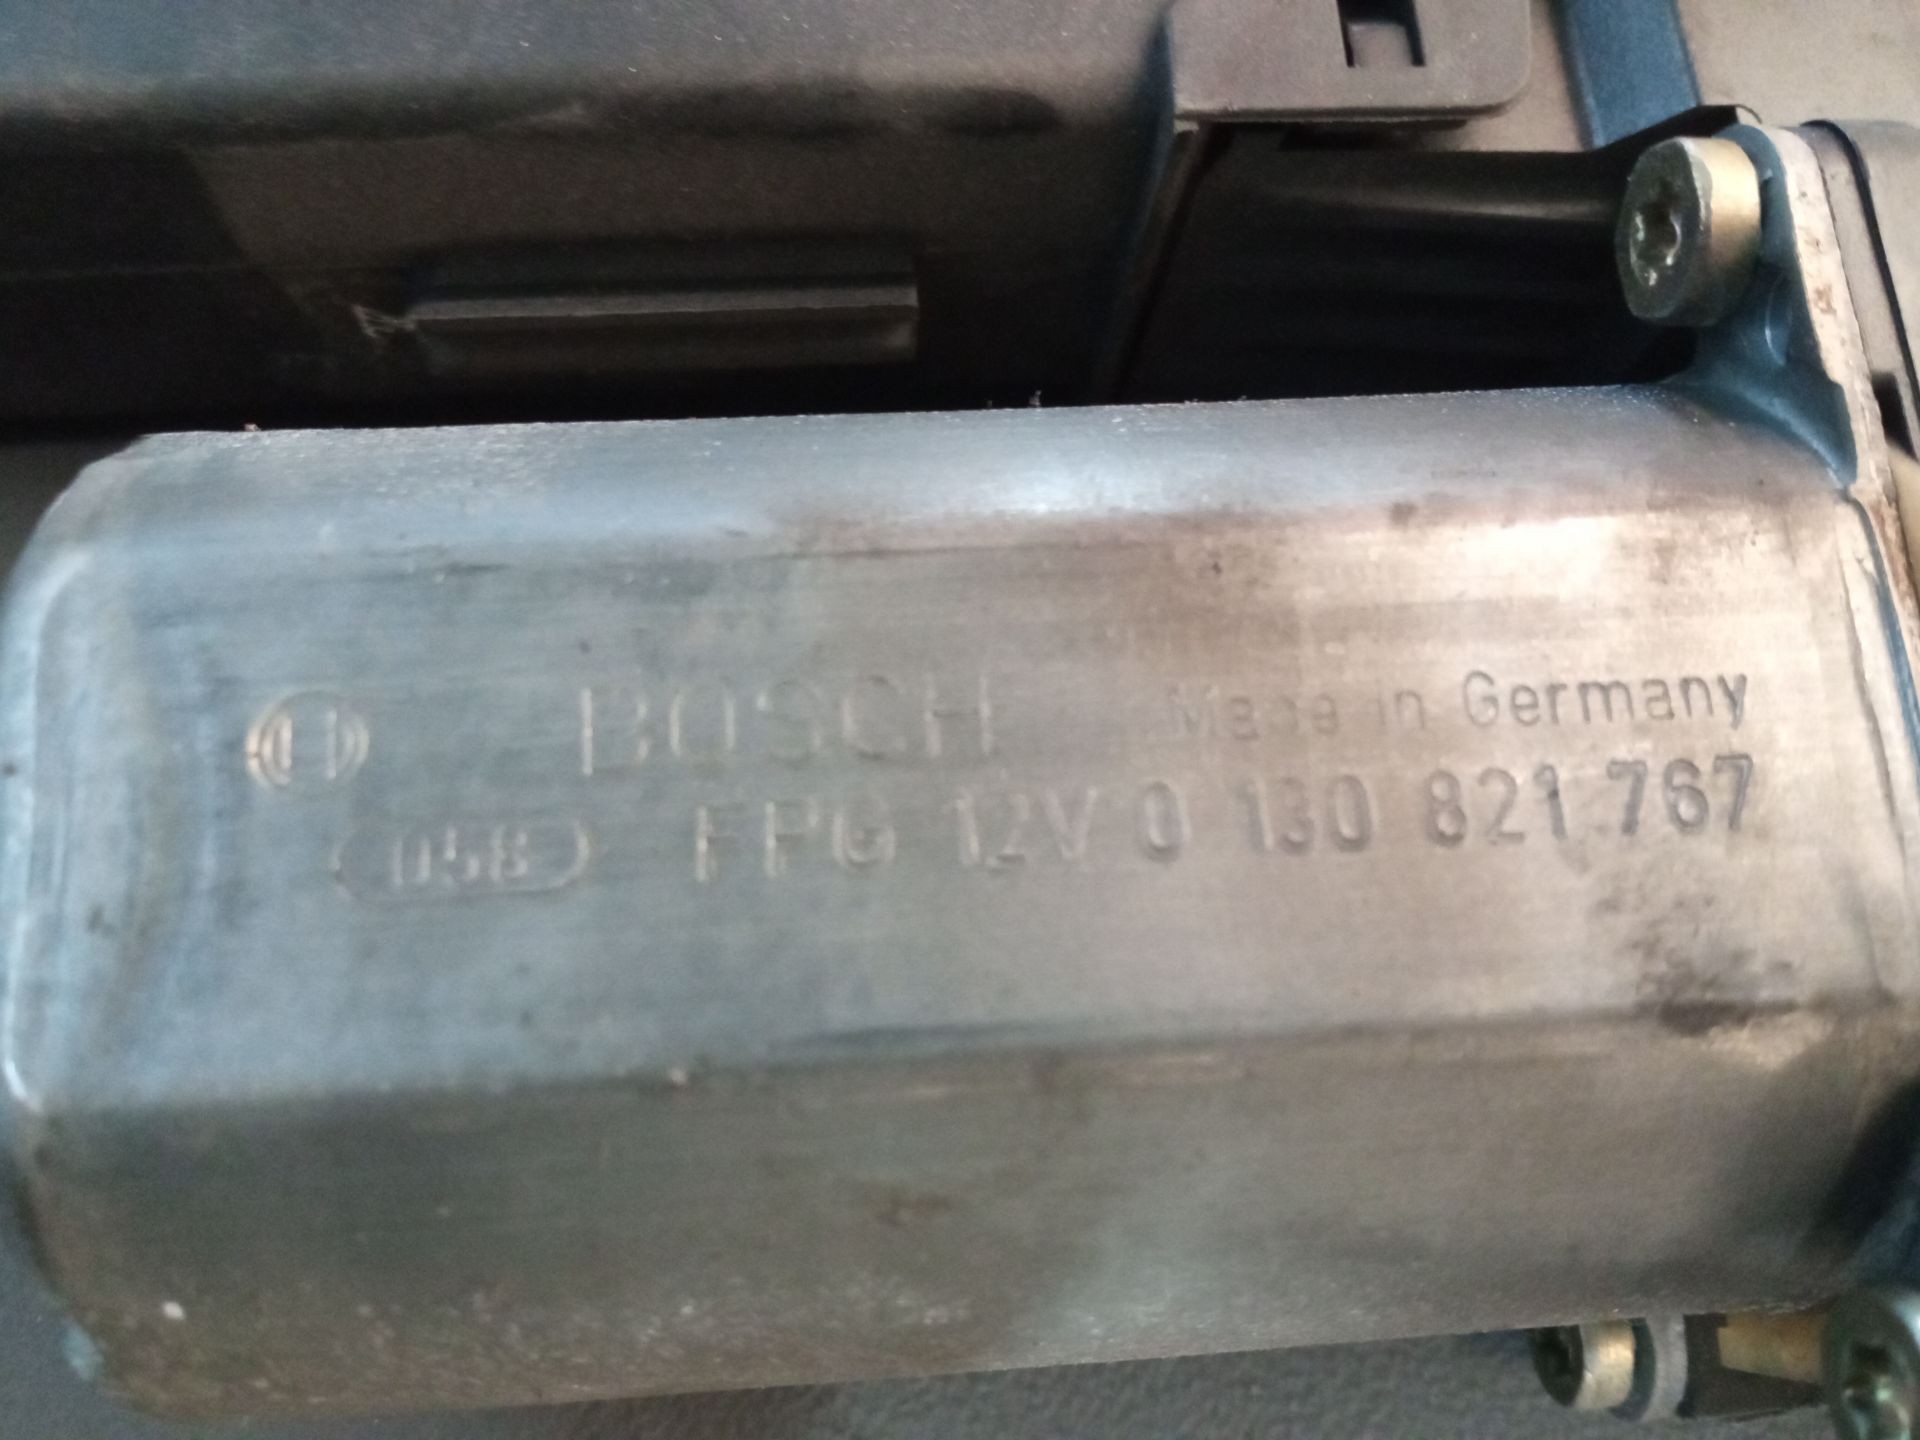 BOSCH Made in Germany
058 FPG 12V 0 130 821 767